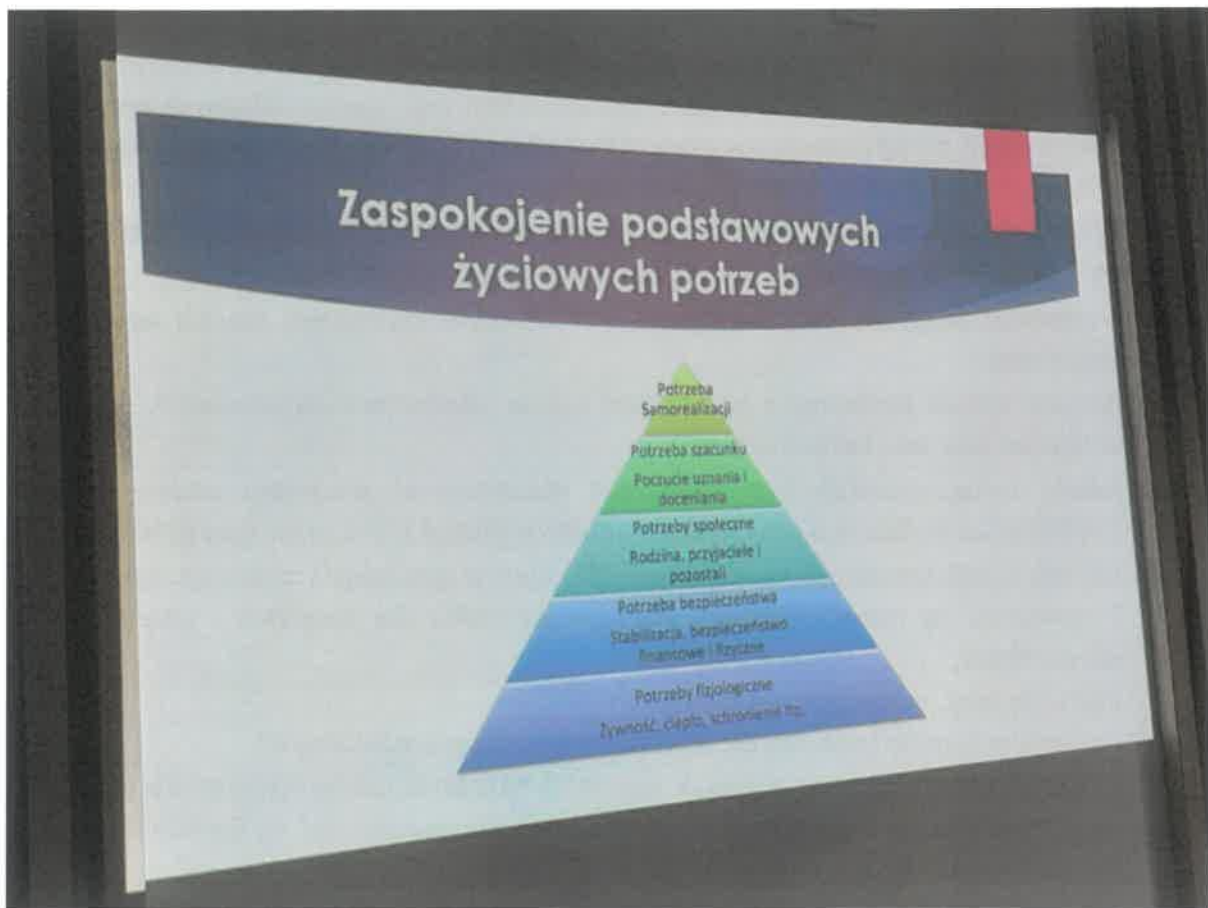 Zaspokojenie podstawowych
życiowych potrzeb
Potrzeba
Samorealizacji
Potrzeba szacunku
Poczucie uznania i
doceniania
Potrzeby społeczne
Rodzina, przyjaciele i
pozostali
Potrzeba bezpieczeństwa
Stabilizacja, bezpieczeństwo
finansowe i fizyczne
Potrzeby fizjologiczne
Żywność, ciepło, schronienie itp.